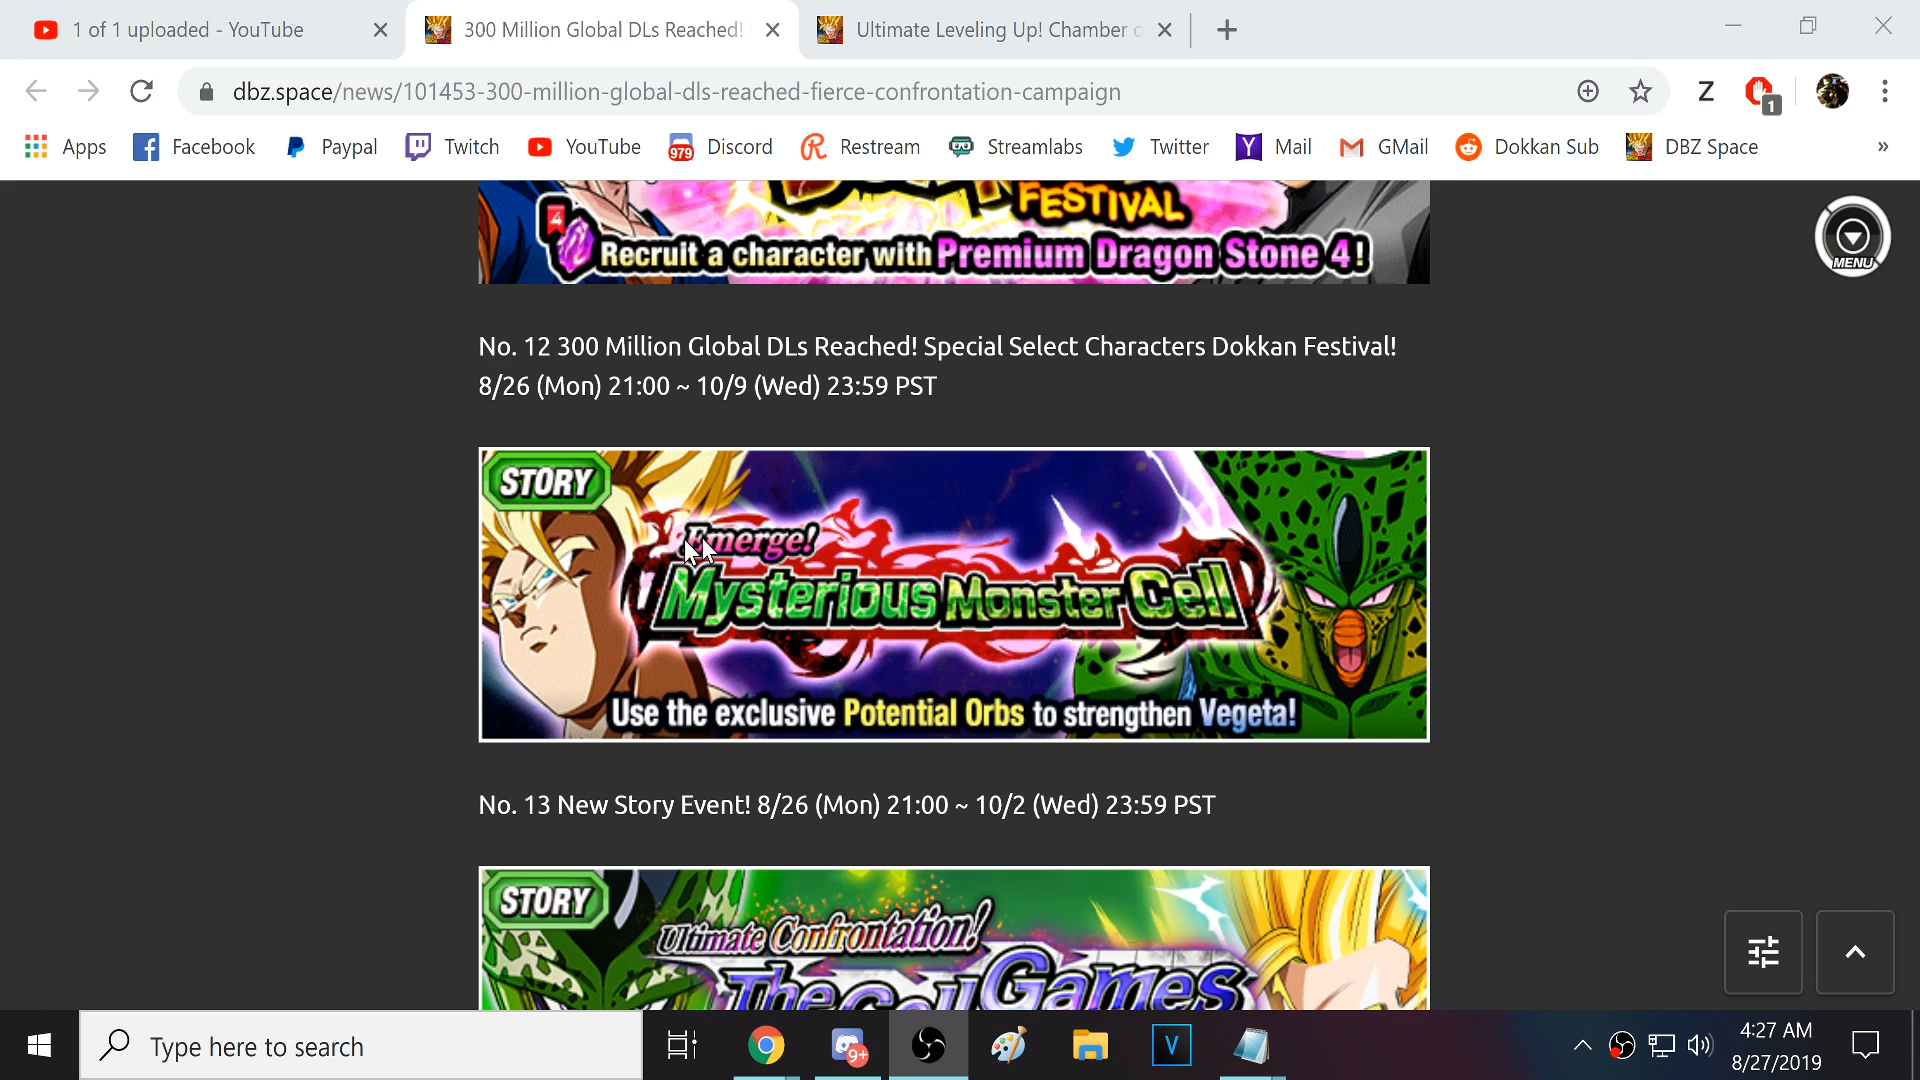 1 of 1 uploaded - YouTube
300 Million Global DLs Reached!
Ultimate Leveling Up! Chamber o
dbz.space/news/101453-300-million-global-dls-reached-fierce-confrontation-campaign
Z
1
Apps
Facebook
Paypal
Twitch
YouTube
979
Discord
Restream
Streamlabs
Twitter
Y
Mail
GMail
Dokkan Sub
DBZ Space
»
FESTIVAL
4
Recruit a character with Premium Dragon Stone 4!
MENU
No. 12 300 Million Global DLs Reached! Special Select Characters Dokkan Festival!
8/26 (Mon) 21:00 ~ 10/9 (Wed) 23:59 PST
STORY
Emerge!
Mysterious Monster Cell
Use the exclusive Potential Orbs to strengthen Vegeta!
No. 13 New Story Event! 8/26 (Mon) 21:00 ~ 10/2 (Wed) 23:59 PST
STORY
Ultimate Confrontation!
The Cell Games
Type here to search
9+
V
4:27 AM
8/27/2019